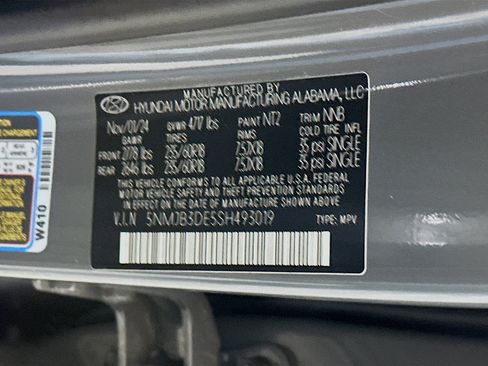 MANUFACTURED BY
HYUNDAI MOTOR MANUFACTURING ALABAMA, LLC
Nov/01/24 GVWR 4717 lbs PAINT NT2 TRIM NNB
GAWR TIRES RIMS COLD TIRE INFL
FRONT 2778 lbs 235/60R18 7.5JX18 35 psi SINGLE
REAR 2646 lbs 235/60R18 7.5JX18 35 psi SINGLE
THIS VEHICLE CONFORMS TO ALL APPLICABLE U.S.A. FEDERAL
MOTOR VEHICLE SAFETY AND THEFT PREVENTION STANDARDS
IN EFFECT ON THE DATE OF MANUFACTURE SHOWN ABOVE.
V.I.N 5NMJB3DE5SH493019 TYPE: MPV
W410